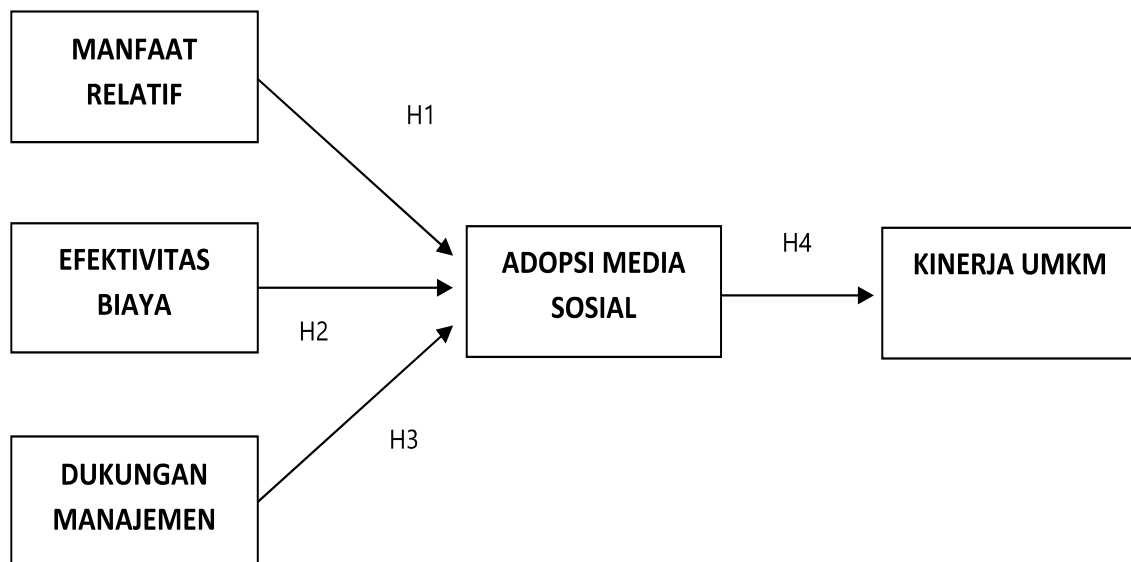 MANFAAT
RELATIF
H1
EFEKTIVITAS
BIAYA
H2
ADOPSI MEDIA
SOSIAL
H4
KINERJA UMKM
H3
DUKUNGAN
MANAJEMEN